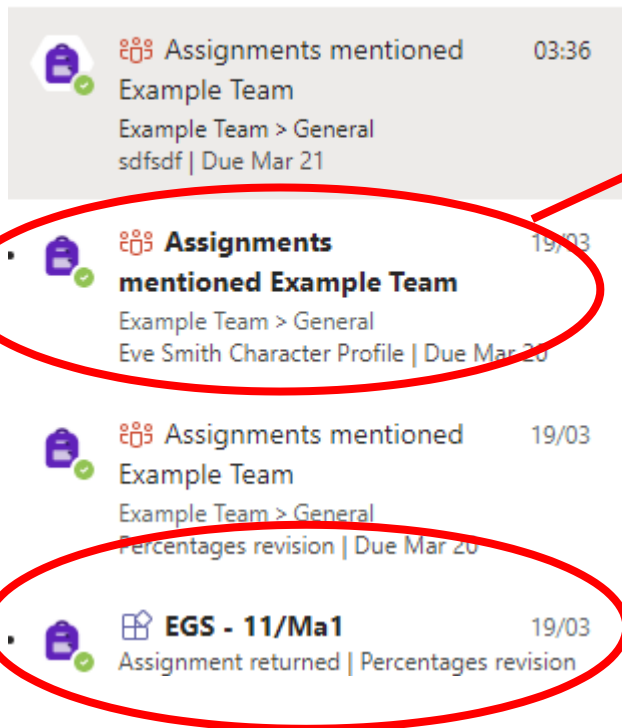 Assignments mentioned 03:36
Example Team
Example Team > General
sdfsdf | Due Mar 21
Assignments 19/03
mentioned Example Team
Example Team > General
Eve Smith Character Profile | Due Mar 20
Assignments mentioned 19/03
Example Team
Example Team > General
Percentages revision | Due Mar 20
EGS - 11/Ma1 19/03
Assignment returned | Percentages revision